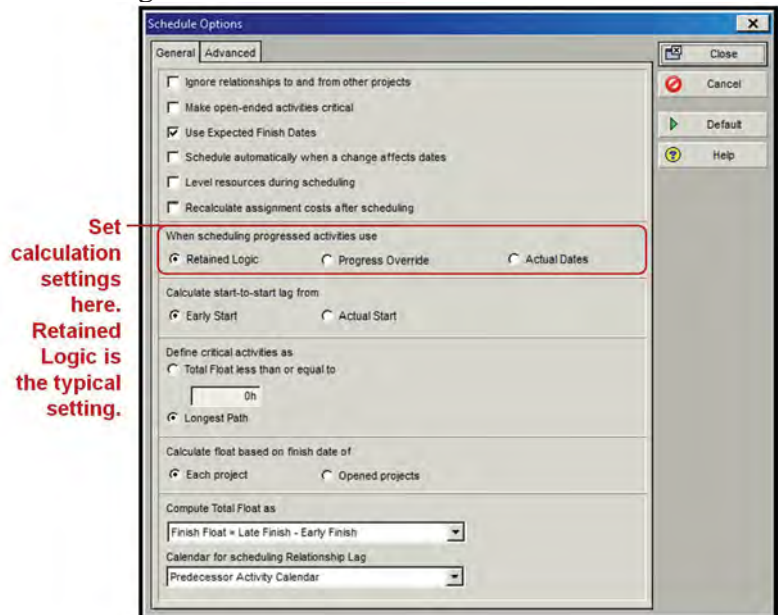 Schedule Options
General Advanced
Close
Cancel
Default
Help
Ignore relationships to and from other projects
Make open-ended activities critical
Use Expected Finish Dates
Schedule automatically when a change affects dates
Level resources during scheduling
Recalculate assignment costs after scheduling
When scheduling progressed activities use
Retained Logic Progress Override Actual Dates
Calculate start-to-start lag from
Early Start Actual Start
Define critical activities as
Total Float less than or equal to
0h
Longest Path
Calculate float based on finish date of
Each project Opened projects
Compute Total Float as
Finish Float = Late Finish - Early Finish
Calendar for scheduling Relationship Lag
Predecessor Activity Calendar
Set
calculation
settings
here.
Retained
Logic is
the typical
setting.